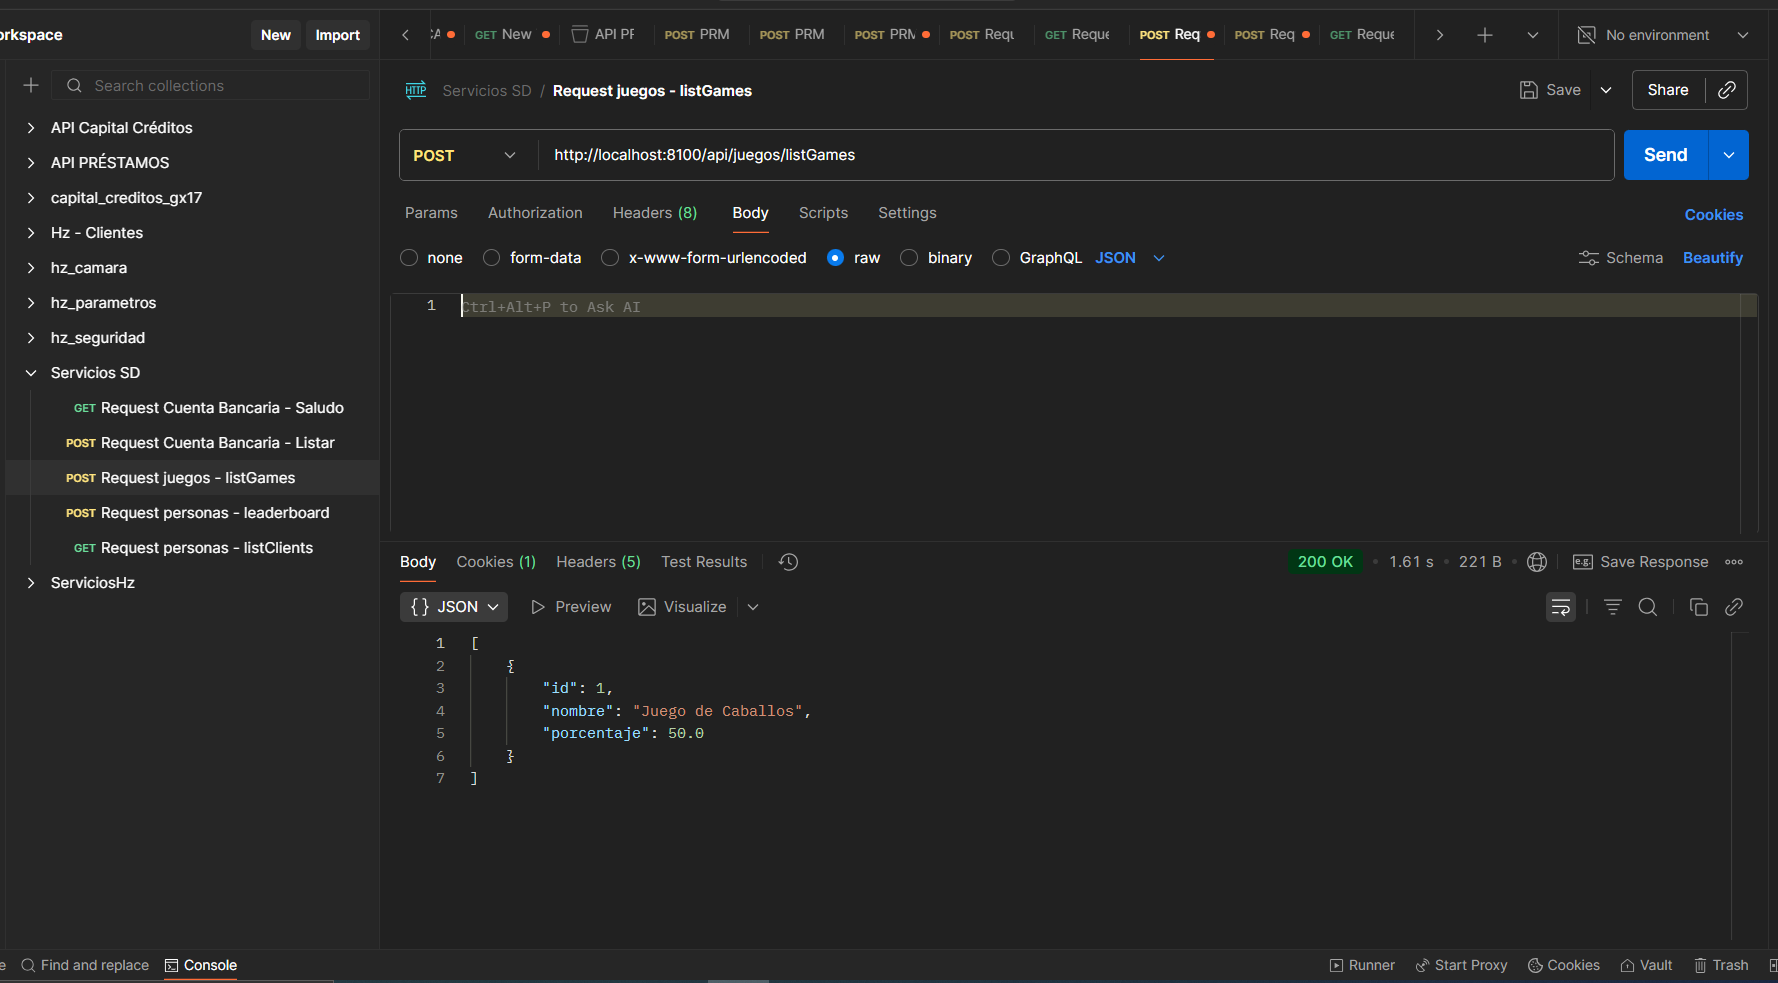 orkspace
New
Import
CA
GET New
API PF
POST PRM
POST PRM
POST PRM
POST Requ
GET Reque
POST Req
POST Req
GET Reque
No environment
Search collections
API Capital Créditos
API PRÉSTAMOS
capital_creditos_gx17
Hz - Clientes
hz_camara
hz_parametros
hz_seguridad
Servicios SD
GET Request Cuenta Bancaria - Saludo
POST Request Cuenta Bancaria - Listar
POST Request juegos - listGames
POST Request personas - leaderboard
GET Request personas - listClients
ServiciosHz
HTTP Servicios SD / Request juegos - listGames
Save
Share
POST
http://localhost:8100/api/juegos/listGames
Send
Params
Authorization
Headers (8)
Body
Scripts
Settings
Cookies
none
form-data
x-www-form-urlencoded
raw
binary
GraphQL
JSON
Schema
Beautify
1
Ctrl+Alt+P to Ask AI
Body
Cookies (1)
Headers (5)
Test Results
200 OK
1.61 s
221 B
e.g. Save Response
{} JSON
Preview
Visualize
1 [
2 {
3 "id": 1,
4 "nombre": "Juego de Caballos",
5 "porcentaje": 50.0
6 }
7 ]
e
Find and replace
Console
Runner
Start Proxy
Cookies
Vault
Trash